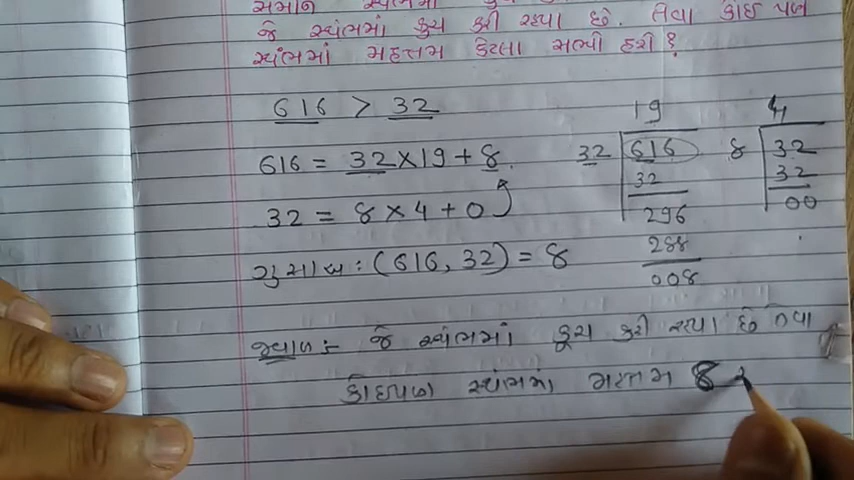 સમાન સ્થંભમાં કુચ
જે સ્થંભમાં કુચ કરી રહ્યા છે. તેવા કોઈ પણ
સ્થંભમાં મહત્તમ કેટલા સભ્યો હશે?
616 > 32
616 = 32 × 19 + 8
32 = 8 × 4 + 0
ગુ.સા.અ : (616, 32) = 8
જવાબ :- જે સ્થંભમાં કુચ કરી રહ્યા છે તેવા
કોઈપણ સ્થંભમાં મહત્તમ 8 સ
19
32 616
32
296
288
008
4
8 32
32
00